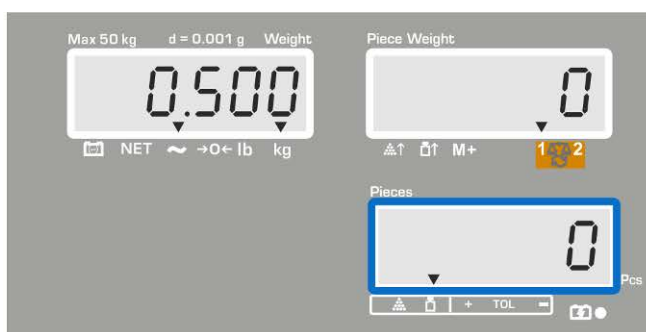 Max 50 kg d = 0.001 g Weight
0.500
NET →0← lb kg
Piece Weight
0
M+ 1 2
Pieces
0
Pcs
+ TOL -